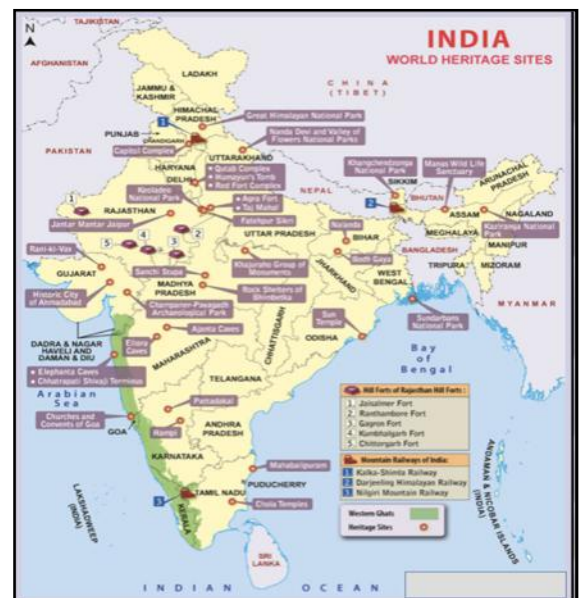 TAJIKISTAN
N
INDIA
WORLD HERITAGE SITES
AFGHANISTAN
LADAKH
JAMMU &
KASHMIR
CHINA
(TIBET)
HIMACHAL
PRADESH
1
Great Himalayan National Park
PUNJAB
CHANDIGARH
Nanda Devi and Valley of
Flowers National Parks
Capitol Complex
UTTARAKHAND
PAKISTAN
HARYANA
DELHI
Qutab Complex
Humayun's Tomb
Red Fort Complex
Khangchendzonga
National Park
Manas Wild Life
Sanctuary
ARUNACHAL
PRADESH
SIKKIM
Keoladeo
National Park
Agra Fort
Taj Mahal
NEPAL
BHUTAN
1
2
RAJASTHAN
Fatehpur Sikri
ASSAM
NAGALAND
Jantar Mantar Jaipur
UTTAR PRADESH
Nalanda
MEGHALAYA
Kaziranga National
Park
4
2
BIHAR
MANIPUR
Rani-ki-Vav
5
3
Khajuraho Group of
Monuments
Bodh Gaya
BANGLADESH
TRIPURA
MIZORAM
GUJARAT
Sanchi Stupa
JHARKHAND
WEST
BENGAL
Historic City
of Ahmadabad
MADHYA
PRADESH
Rock Shelters of
Bhimbetka
MYANMAR
Champaner-Pavagadh
Archaeological Park
CHHATTISGARH
Sun
Temple
Sundarbans
National Park
DADRA & NAGAR
HAVELI AND
DAMAN & DIU
Ajanta Caves
Ellora
Caves
ODISHA
MAHARASHTRA
Bay
of
Bengal
Elephanta Caves
Chhatrapati Shivaji Terminus
TELANGANA
Arabian
Sea
Hill Forts of Rajasthan Hill Forts :
1 Jaisalmer Fort
2 Ranthambore Fort
3 Gagron Fort
4 Kumbhalgarh Fort
5 Chittorgarh Fort
Pattadakal
Churches and
Convents of Goa
GOA
Hampi
ANDHRA
PRADESH
KARNATAKA
Mountain Railways of India:
1 Kalka-Shimla Railway
2 Darjeeling Himalayan Railway
3 Nilgiri Mountain Railway
Mahabalipuram
PUDUCHERRY
3
TAMIL NADU
Chola Temples
Western Ghats
Heritage Sites
LAKSHADWEEP
(INDIA)
KERALA
ANDAMAN & NICOBAR ISLANDS
(INDIA)
SRI
LANKA
INDIAN OCEAN